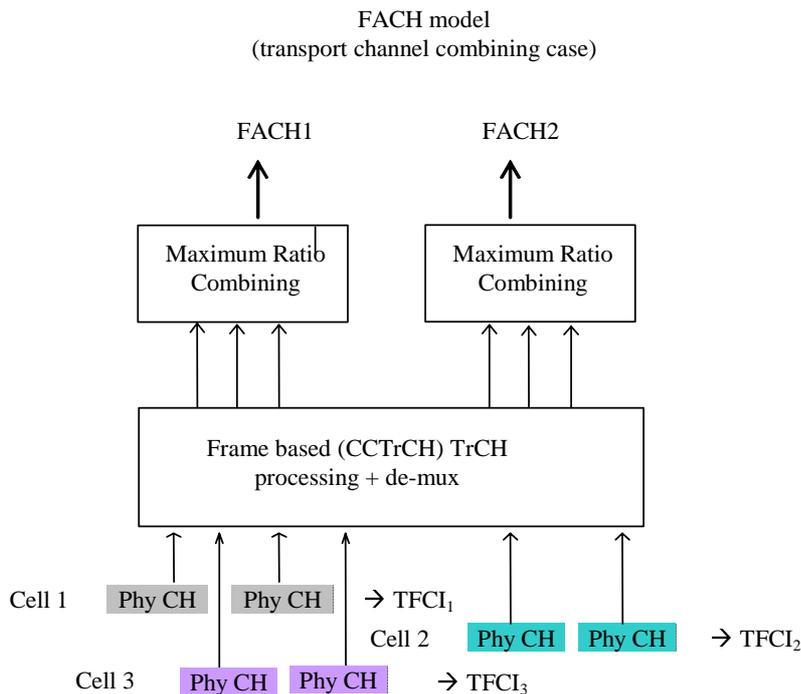 FACH model
(transport channel combining case)
FACH1
FACH2
Maximum Ratio
Combining
Maximum Ratio
Combining
Frame based (CCTrCH) TrCH
processing + de-mux
Cell 1 Phy CH Phy CH → TFCI₁
Cell 2 Phy CH Phy CH → TFCI₂
Cell 3 Phy CH Phy CH → TFCI₃